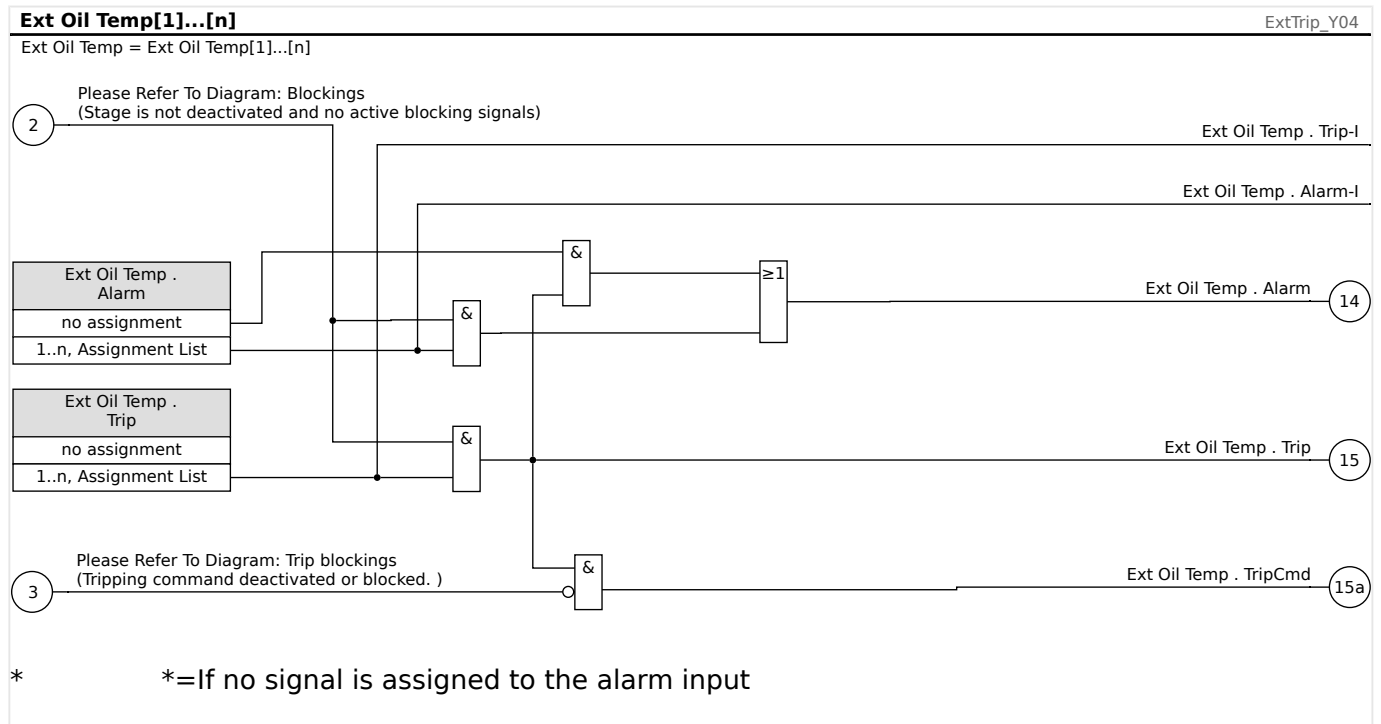 Ext Oil Temp[1]...[n]
ExtTrip_Y04
Ext Oil Temp = Ext Oil Temp[1]...[n]
Please Refer To Diagram: Blockings
(Stage is not deactivated and no active blocking signals)
2
Ext Oil Temp . Trip-I
Ext Oil Temp . Alarm-I
&
Ext Oil Temp .
Alarm
no assignment
1..n, Assignment List
&
≥1
Ext Oil Temp . Alarm
14
Ext Oil Temp .
Trip
no assignment
1..n, Assignment List
&
Ext Oil Temp . Trip
15
Please Refer To Diagram: Trip blockings
(Tripping command deactivated or blocked. )
3
&
Ext Oil Temp . TripCmd
15a
* *=If no signal is assigned to the alarm input